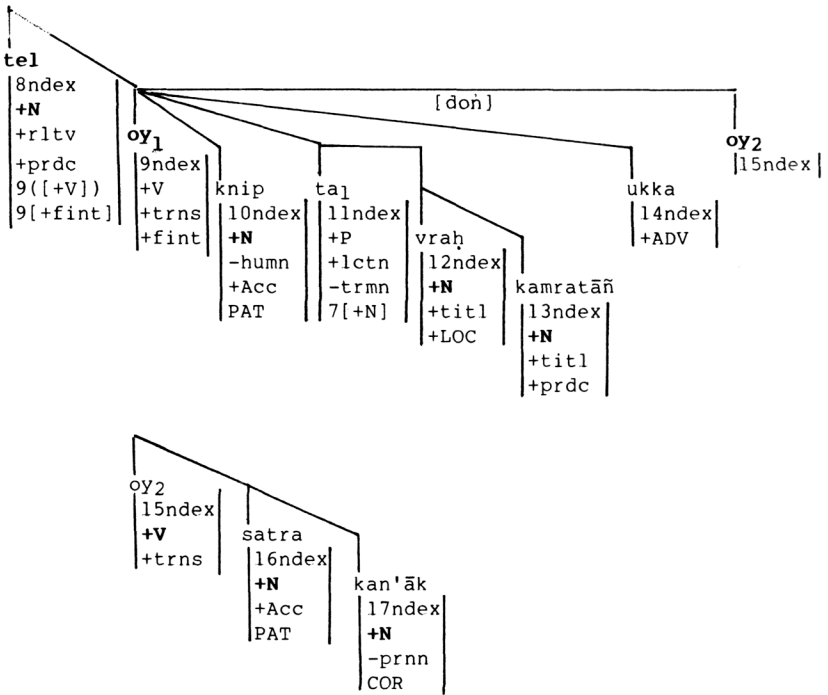 tel
8ndex
+N
+rltv
+prdc
9([+V])
9[+fint]
oy₁
9ndex
+V
+trns
+fint
knip
10ndex
+N
-humn
+Acc
PAT
ta₁
11ndex
+P
+lctn
-trmn
7[+N]
vraḥ
12ndex
+N
+titl
+LOC
kamratāñ
13ndex
+N
+titl
+prdc
[doṅ]
ukka
14ndex
+ADV
oy₂
15ndex
oy₂
15ndex
+V
+trns
satra
16ndex
+N
+Acc
PAT
kan'āk
17ndex
+N
-prnn
COR